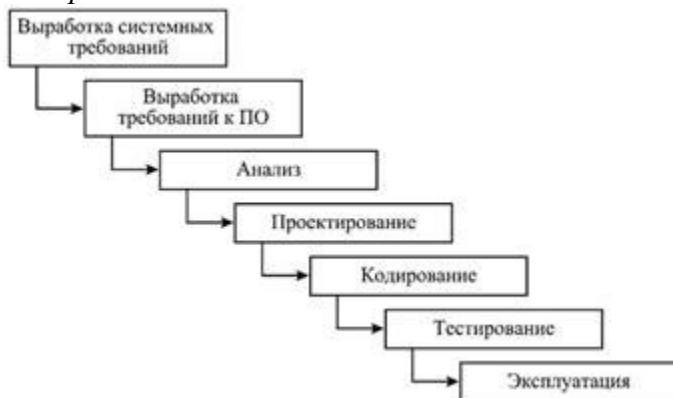 Выработка системных
требований
Выработка
требований к ПО
Анализ
Проектирование
Кодирование
Тестирование
Эксплуатация